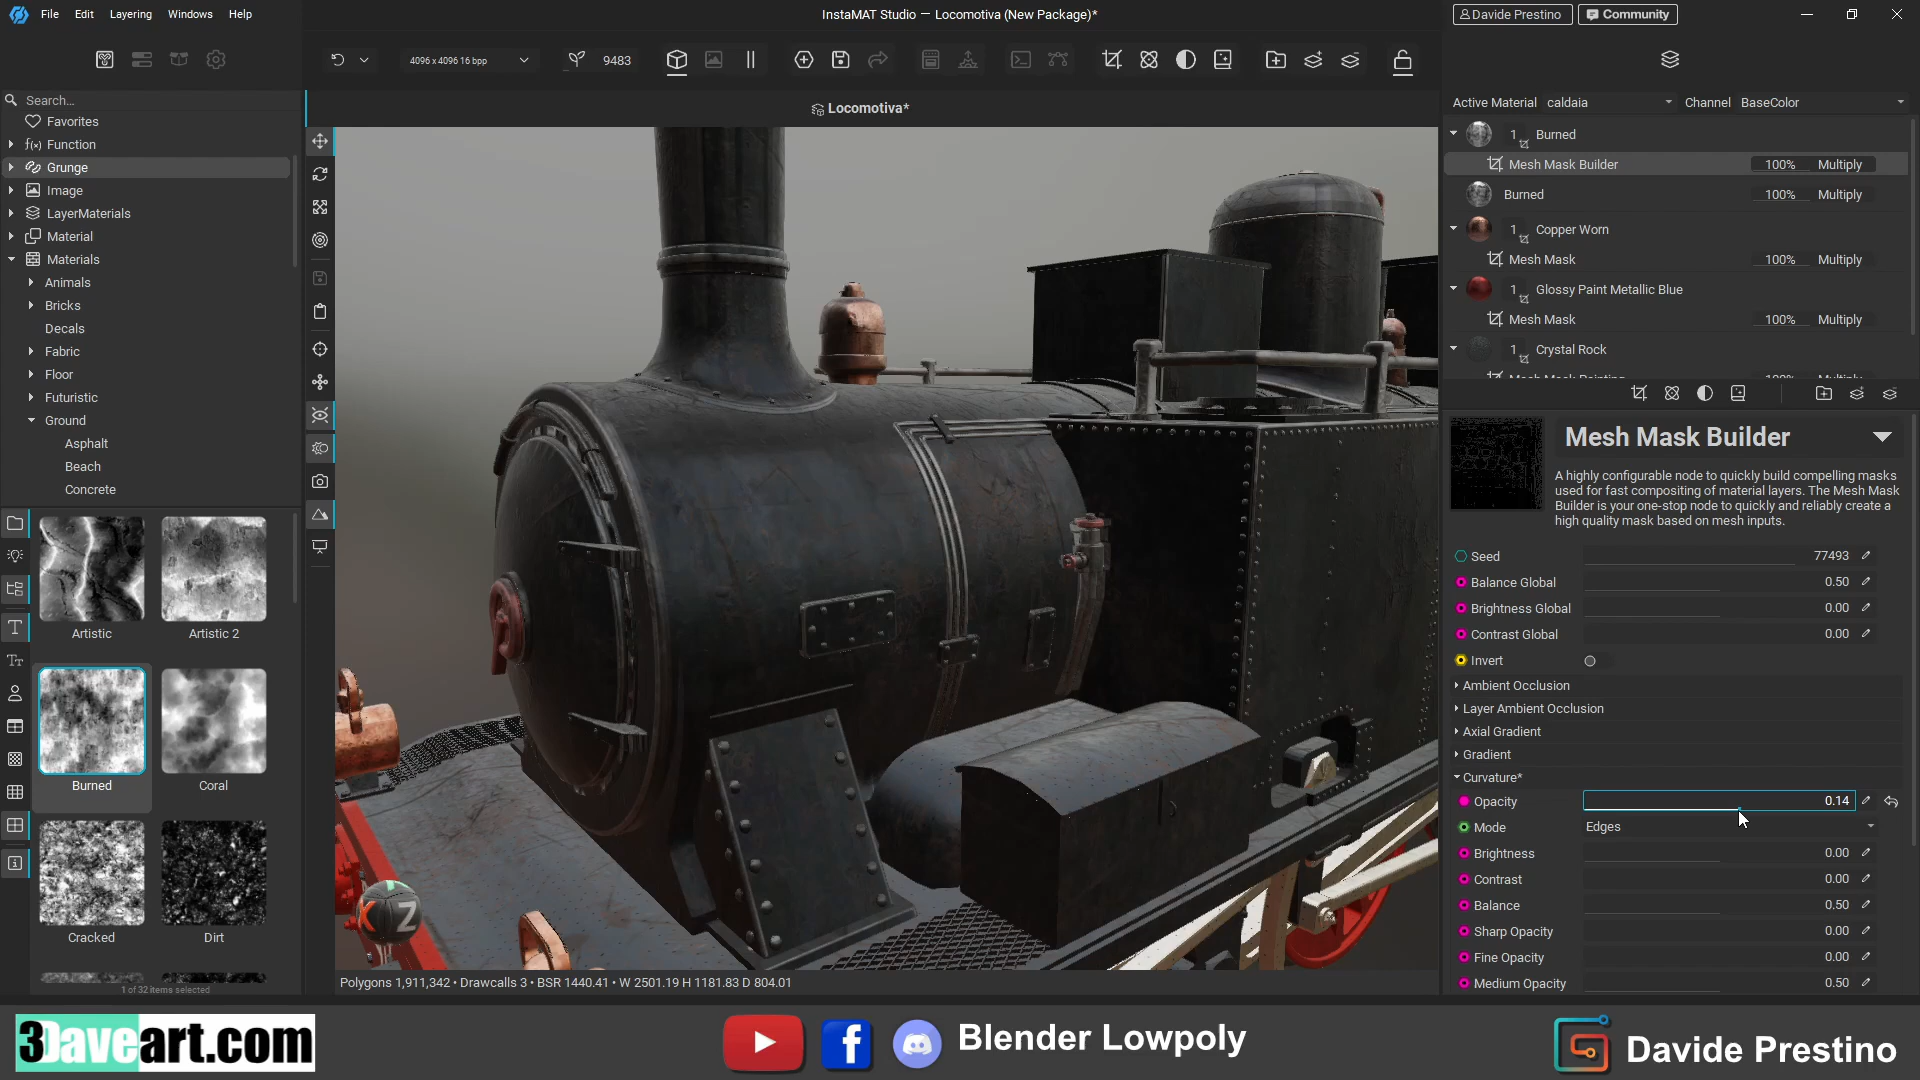 File Edit Layering Windows Help
InstaMAT Studio — Locomotiva (New Package)*
Davide Prestino
Community
4096 x 4096 16 bpp
9483
Locomotiva*
Search...
Favorites
f(x) Function
Grunge
Image
LayerMaterials
Material
Materials
Animals
Bricks
Decals
Fabric
Floor
Futuristic
Ground
Asphalt
Beach
Concrete
Artistic
Artistic 2
Burned
Coral
Cracked
Dirt
1 of 32 items selected
X Z
Polygons 1,911,342 • Drawcalls 3 • BSR 1440.41 • W 2501.19 H 1181.83 D 804.01
Active Material caldaia Channel BaseColor
1 Burned
Mesh Mask Builder 100% Multiply
Burned 100% Multiply
1 Copper Worn
Mesh Mask 100% Multiply
1 Glossy Paint Metallic Blue
Mesh Mask 100% Multiply
1 Crystal Rock
Mesh Mask Builder
A highly configurable node to quickly build compelling masks
used for fast compositing of material layers. The Mesh Mask
Builder is your one-stop node to quickly and reliably create a
high quality mask based on mesh inputs.
Seed 77493
Balance Global 0.50
Brightness Global 0.00
Contrast Global 0.00
Invert
Ambient Occlusion
Layer Ambient Occlusion
Axial Gradient
Gradient
Curvature*
Opacity 0.14
Mode Edges
Brightness 0.00
Contrast 0.00
Balance 0.50
Sharp Opacity 0.00
Fine Opacity 0.00
Medium Opacity 0.50
3Daveart.com
Blender Lowpoly
Davide Prestino